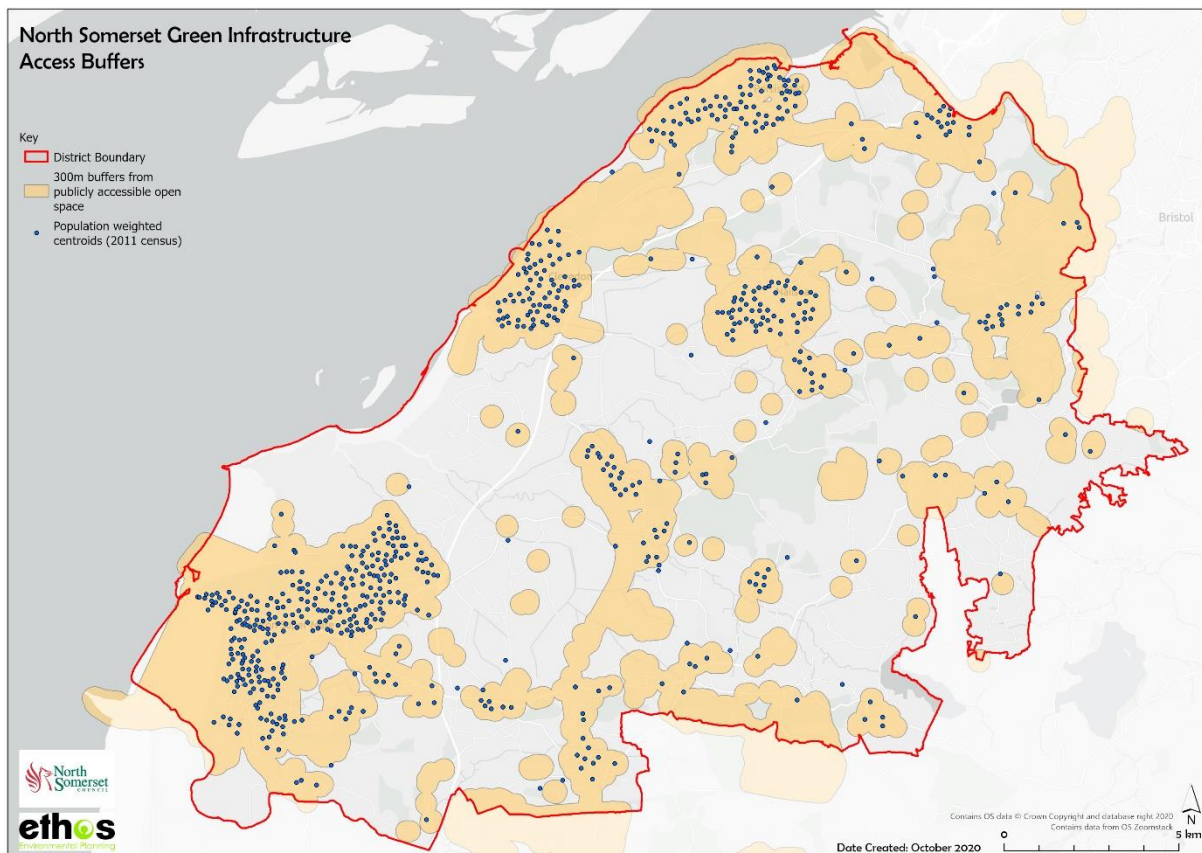 North Somerset Green Infrastructure
Access Buffers
Key
District Boundary
300m buffers from
publicly accessible open
space
Population weighted
centroids (2011 census)
Bristol
North
Somerset
COUNCIL
ethos
Environmental Planning
Contains OS data © Crown Copyright and database right 2020
Contains data from OS Zoomstack
N
0
5 km
Date Created: October 2020